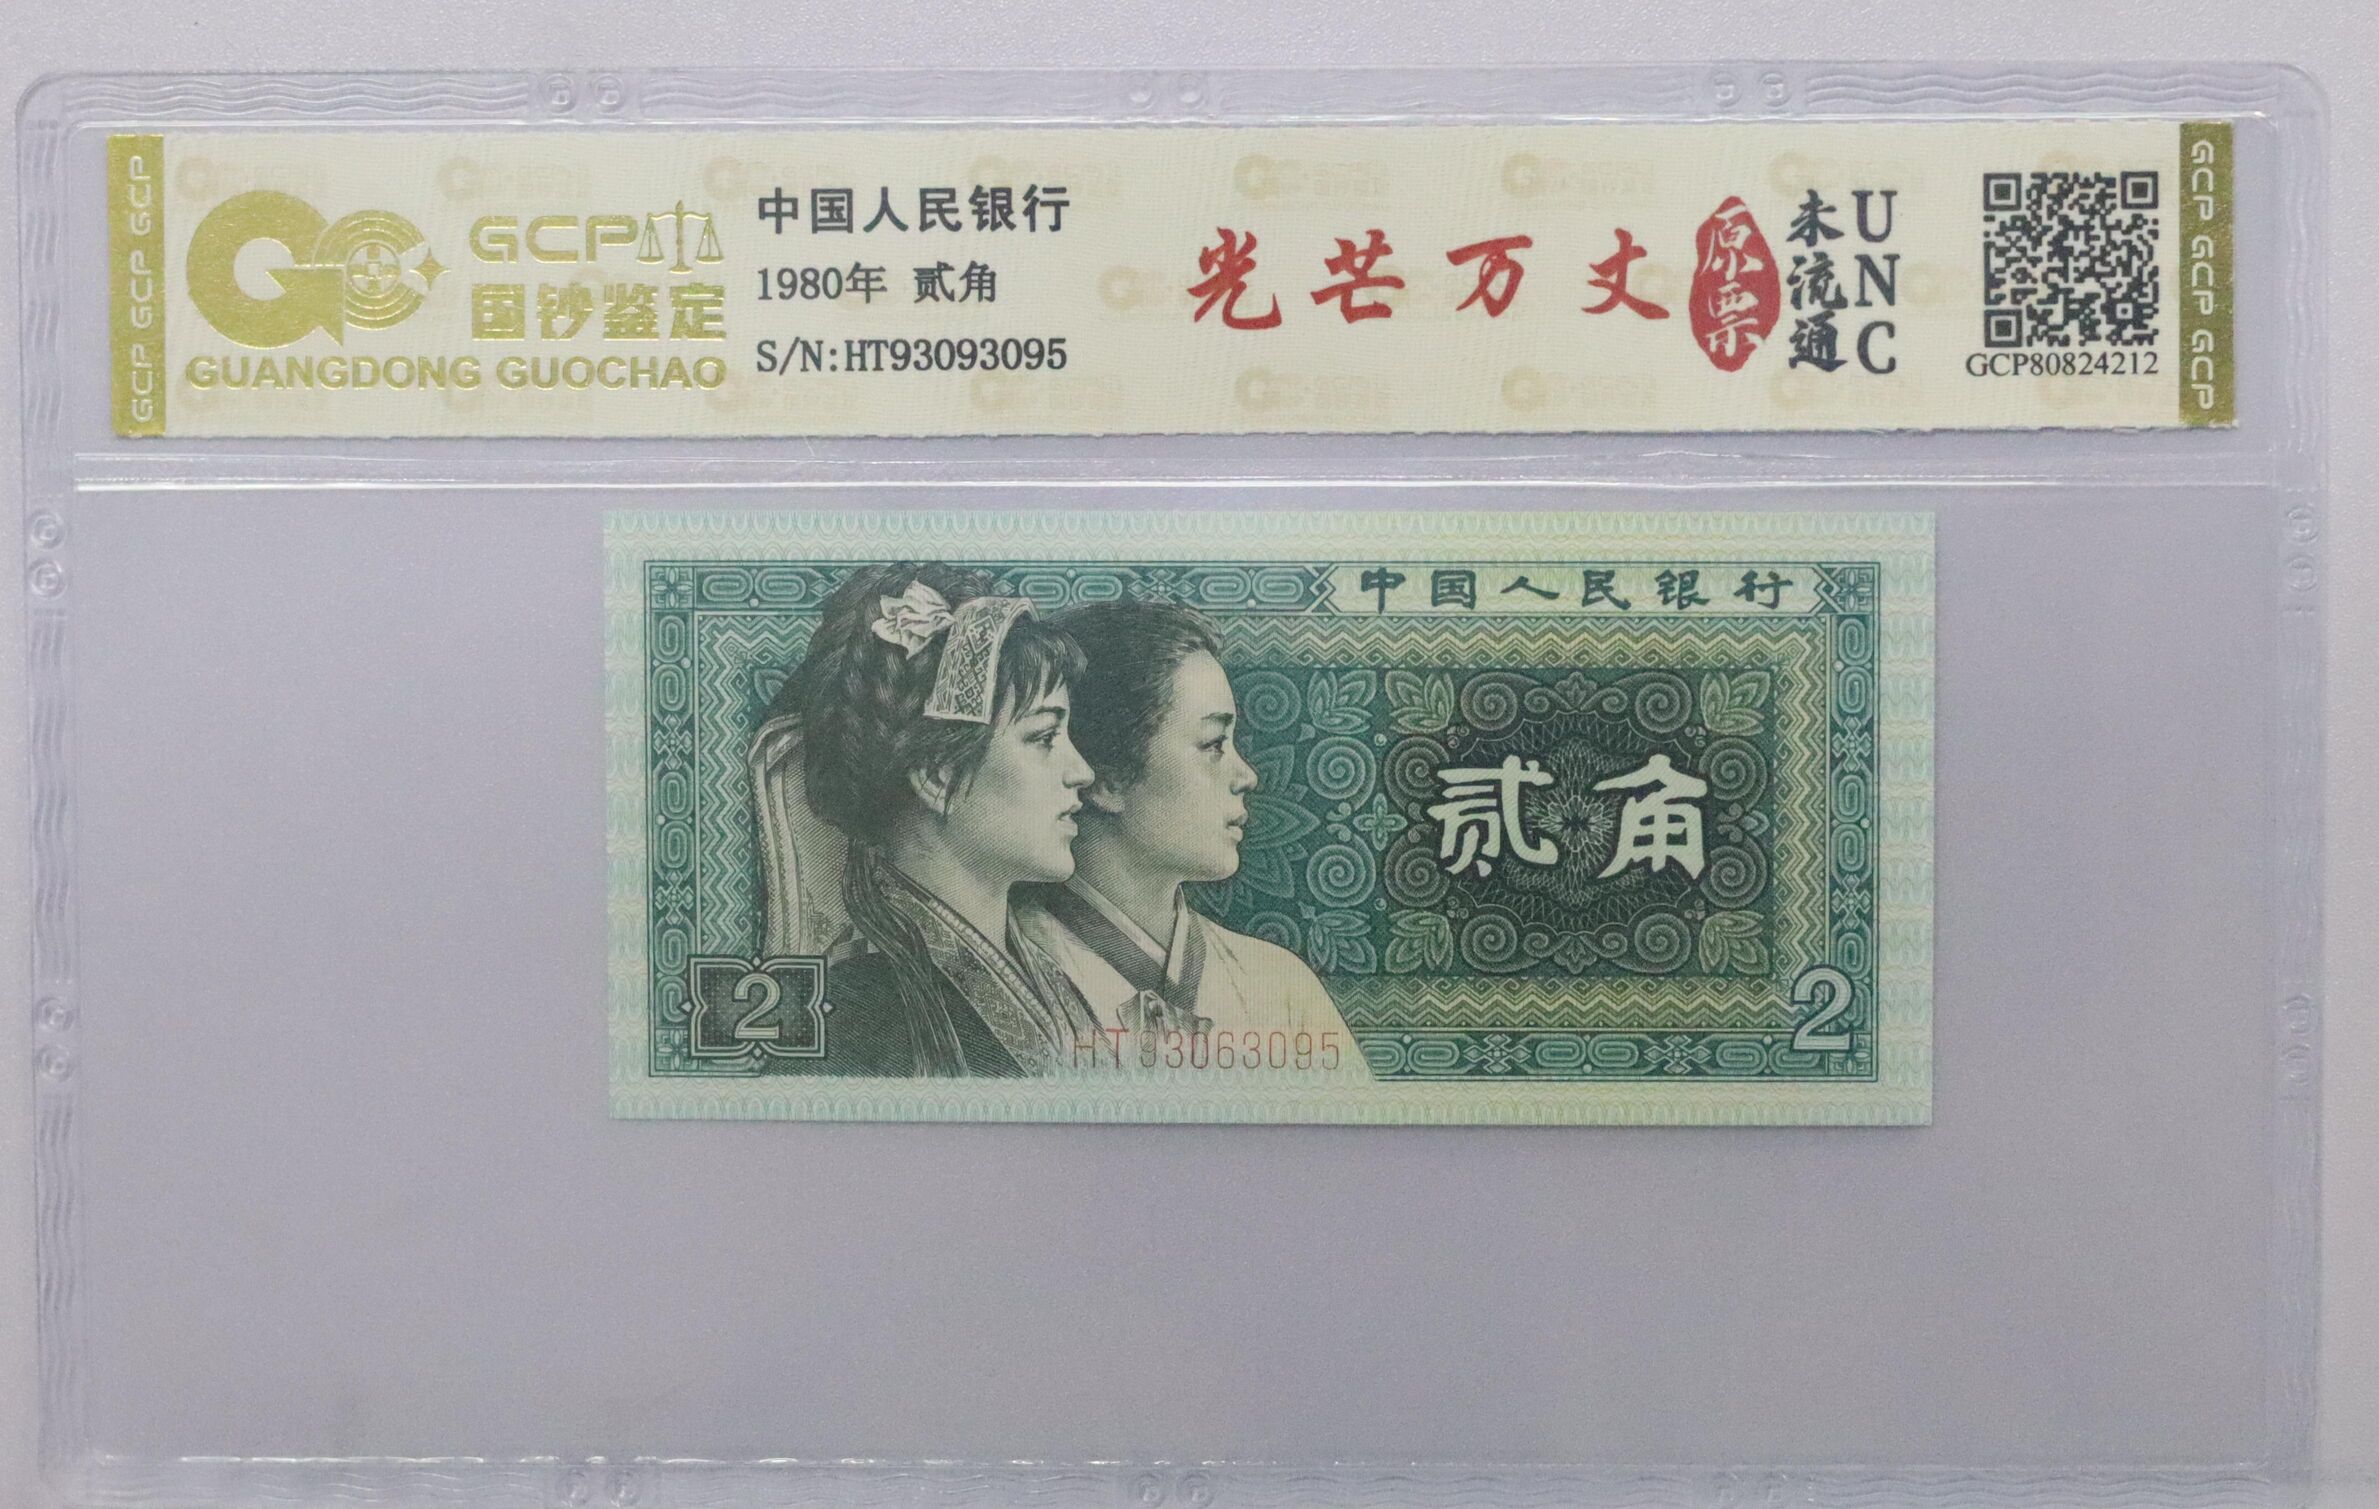 GCP GCP GCP
GCP
国钞鉴定
GUANGDONG GUOCHAO
中国人民银行
1980年 贰角
S/N:HT93093095
光芒万丈
原票
未流通
UNC
GCP80824212
GCP GCP GCP
中国人民银行
贰角
2
2
HT 93063095